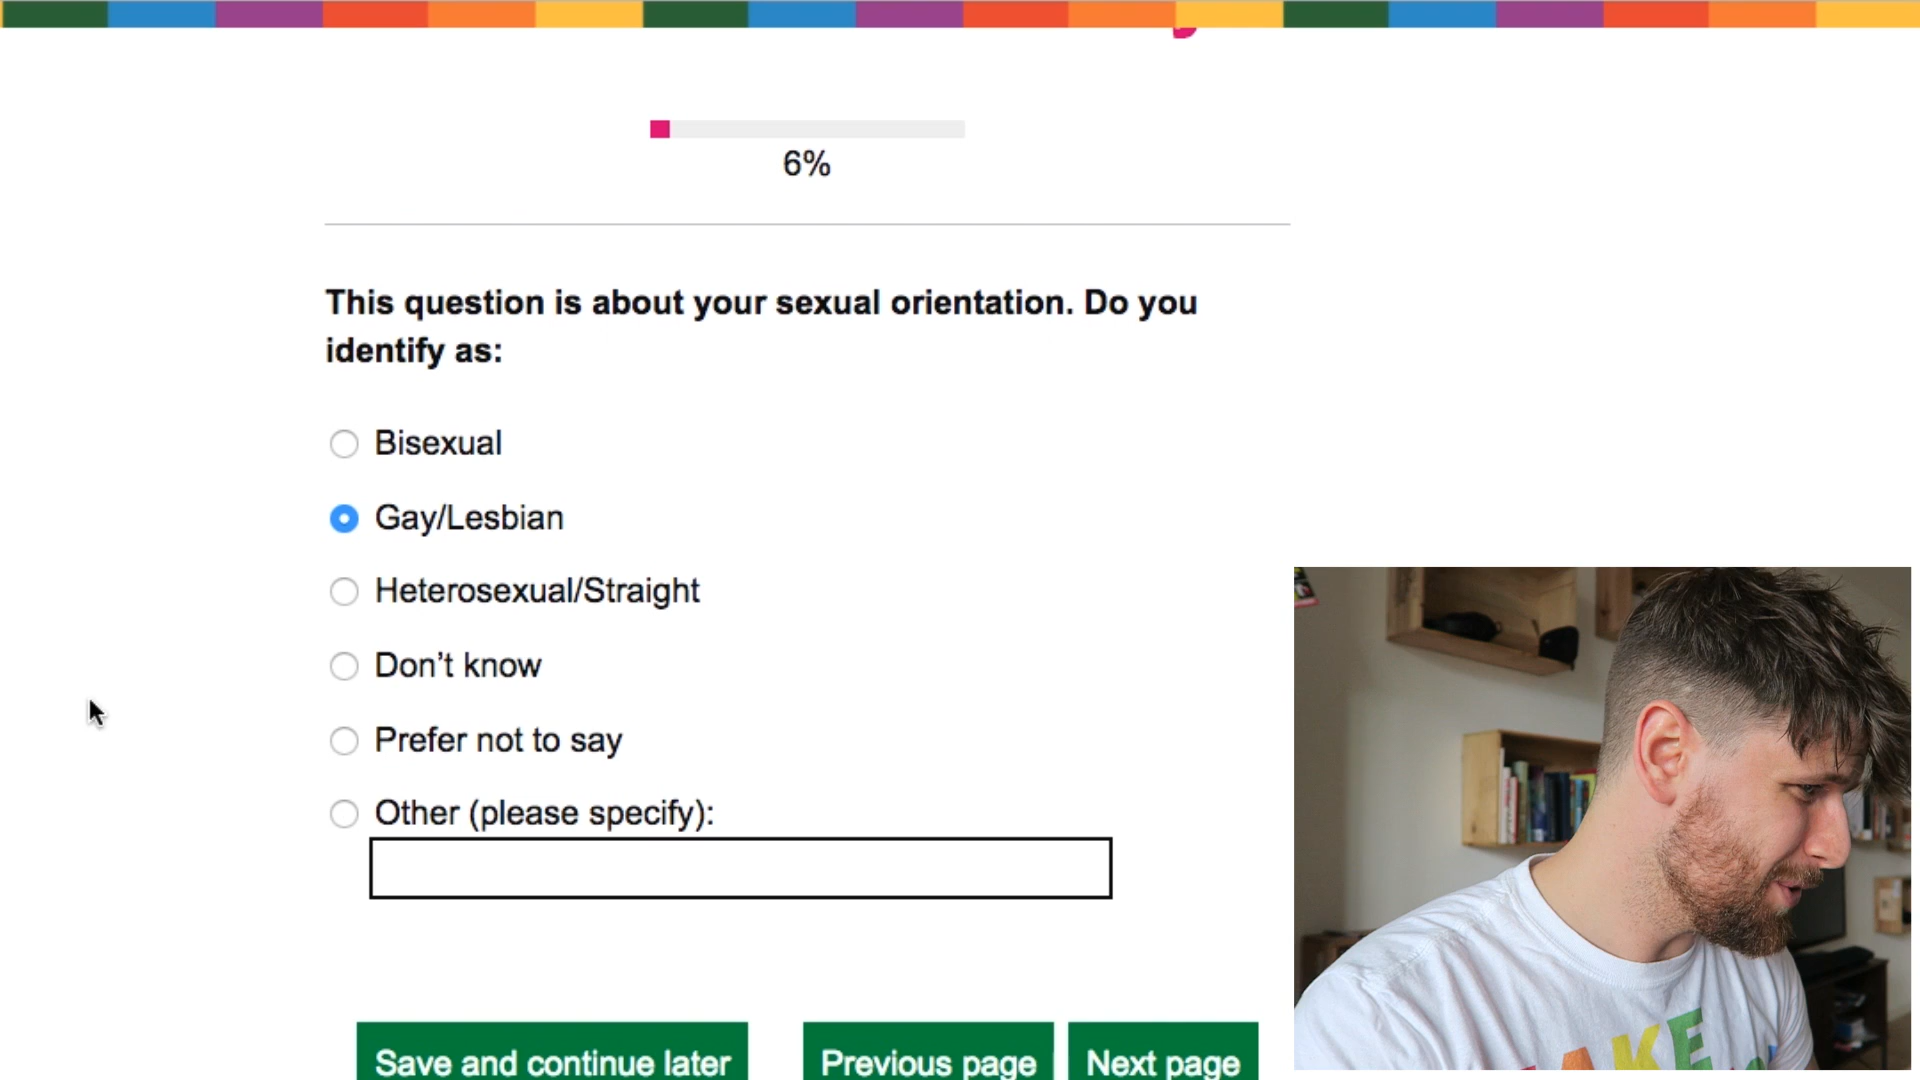 6%
This question is about your sexual orientation. Do you
identify as:
Bisexual
Gay/Lesbian
Heterosexual/Straight
Don’t know
Prefer not to say
Other (please specify):
Save and continue later
Previous page
Next page